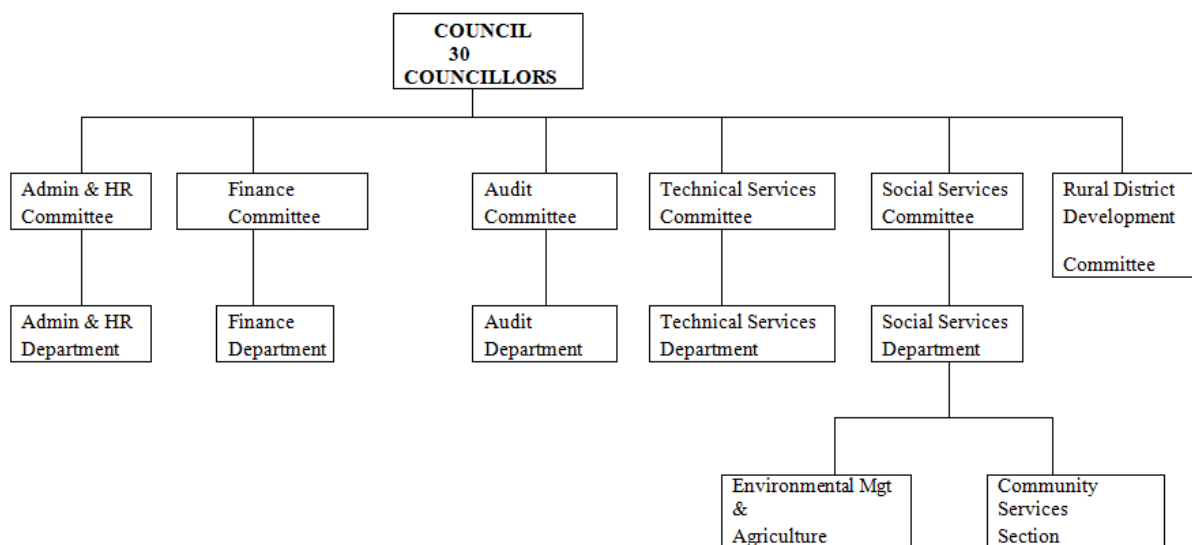 COUNCIL
30
COUNCILLORS
Admin & HR
Committee
Finance
Committee
Audit
Committee
Technical Services
Committee
Social Services
Committee
Rural District
Development
Committee
Admin & HR
Department
Finance
Department
Audit
Department
Technical Services
Department
Social Services
Department
Environmental Mgt
&
Agriculture
Community
Services
Section